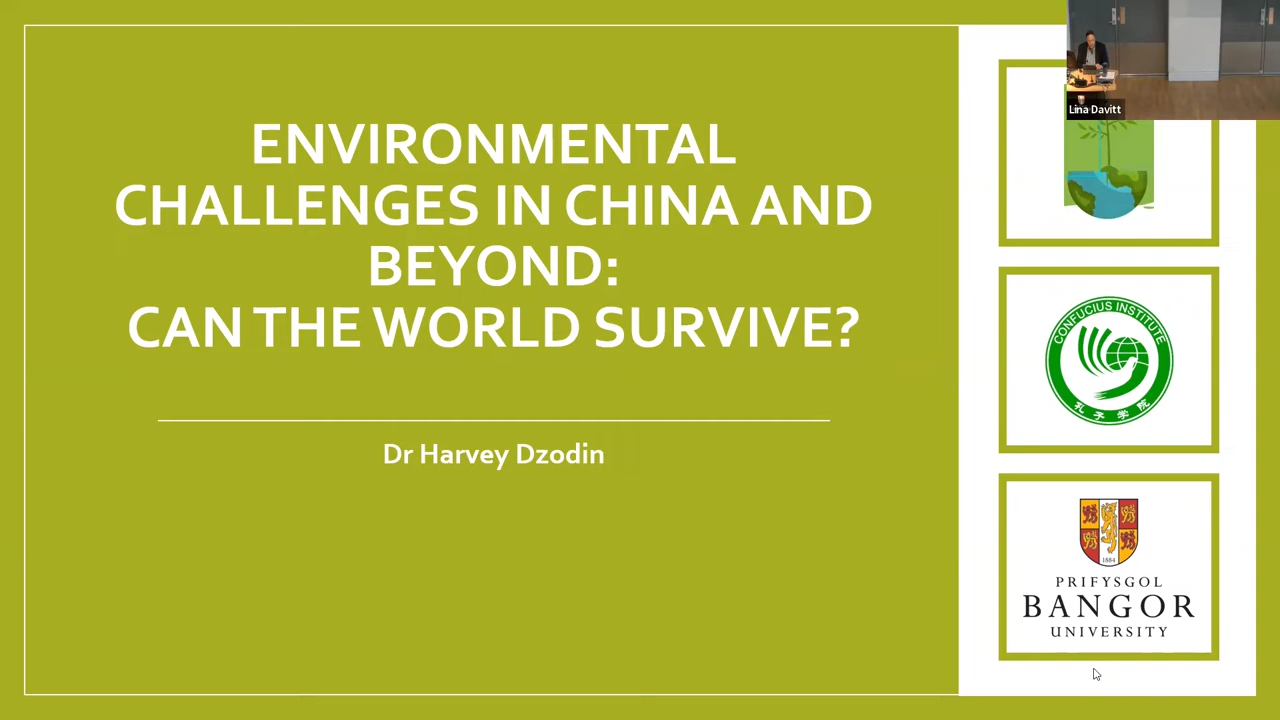 ENVIRONMENTAL
CHALLENGES IN CHINA AND
BEYOND:
CAN THE WORLD SURVIVE?
Dr Harvey Dzodin
Lina Davitt
CONFUCIUS INSTITUTE
孔子学院
1884
PRIFYSGOL
BANGOR
UNIVERSITY